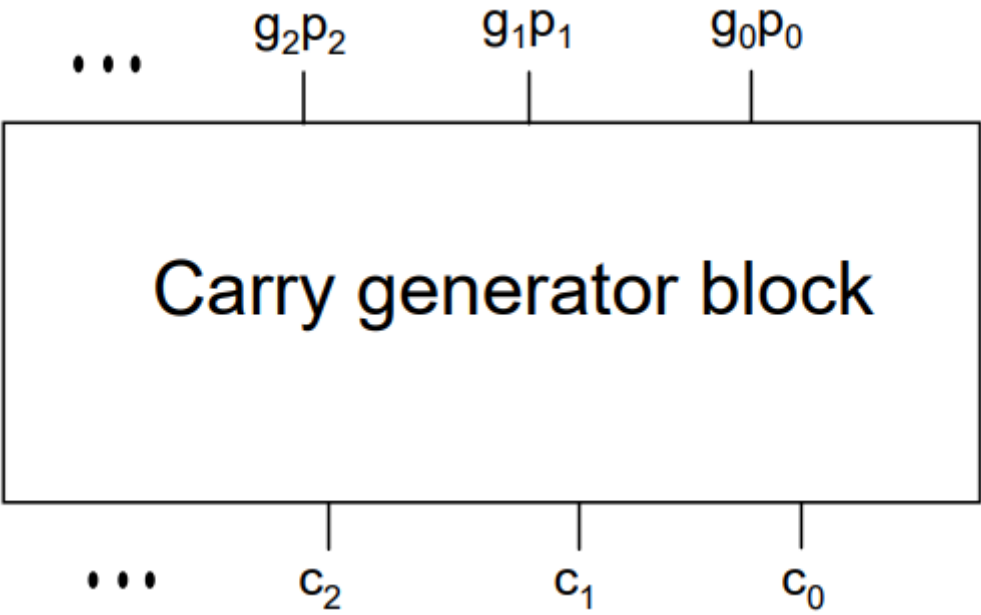 ... g₂p₂ g₁p₁ g₀p₀
Carry generator block
... c₂ c₁ c₀